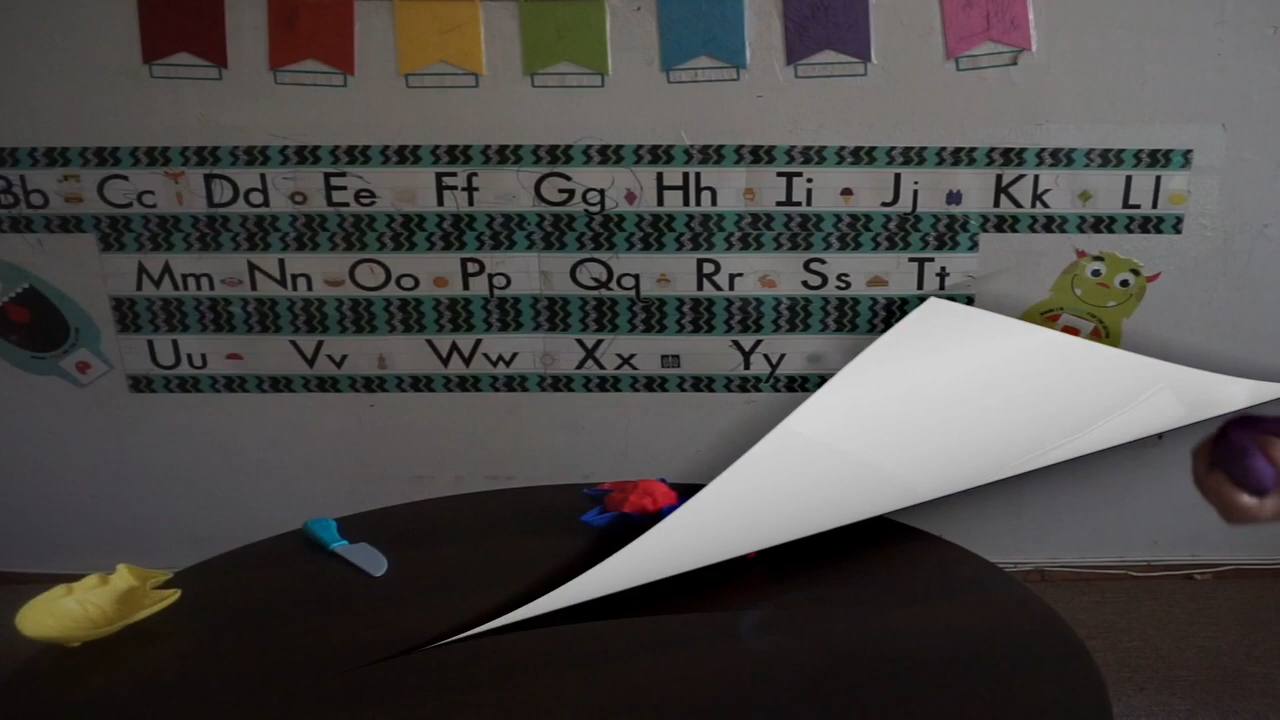 Bb Cc Dd Ee Ff Gg Hh Ii Jj Kk Ll
Mm Nn Oo Pp Qq Rr Ss Tt
Uu Vv Ww Xx Yy